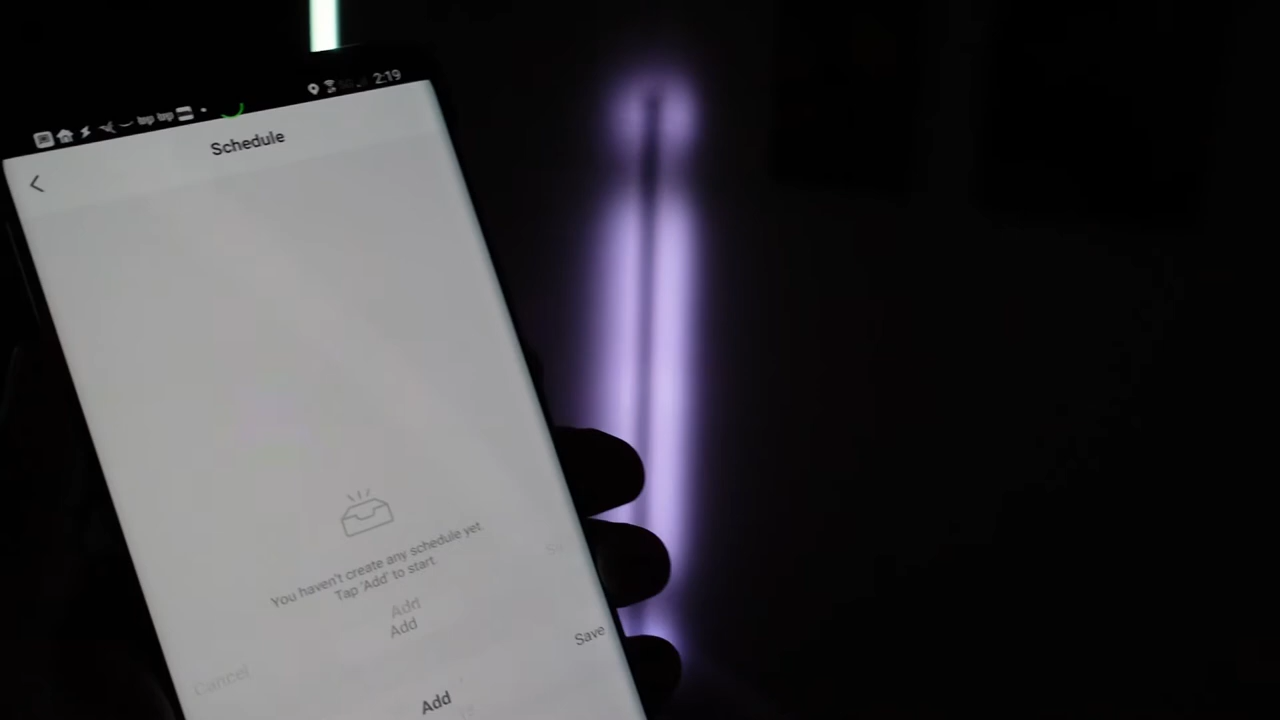 2:19
Schedule
You haven't create any schedule yet
Tap 'Add' to start
Add
Add
Save
Cancel
Add